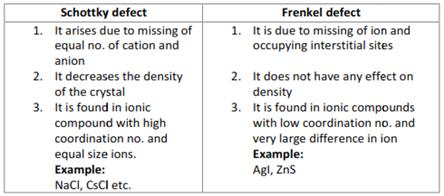 Schottky defect
1. It arises due to missing of
equal no. of cation and
anion
2. It decreases the density
of the crystal
3. It is found in ionic
compound with high
coordination no. and
equal size ions.
Example:
NaCl, CsCl etc.
Frenkel defect
1. It is due to missing of ion and
occupying interstitial sites
2. It does not have any effect on
density
3. It is found in ionic compounds
with low coordination no. and
very large difference in ion
Example:
AgI, ZnS